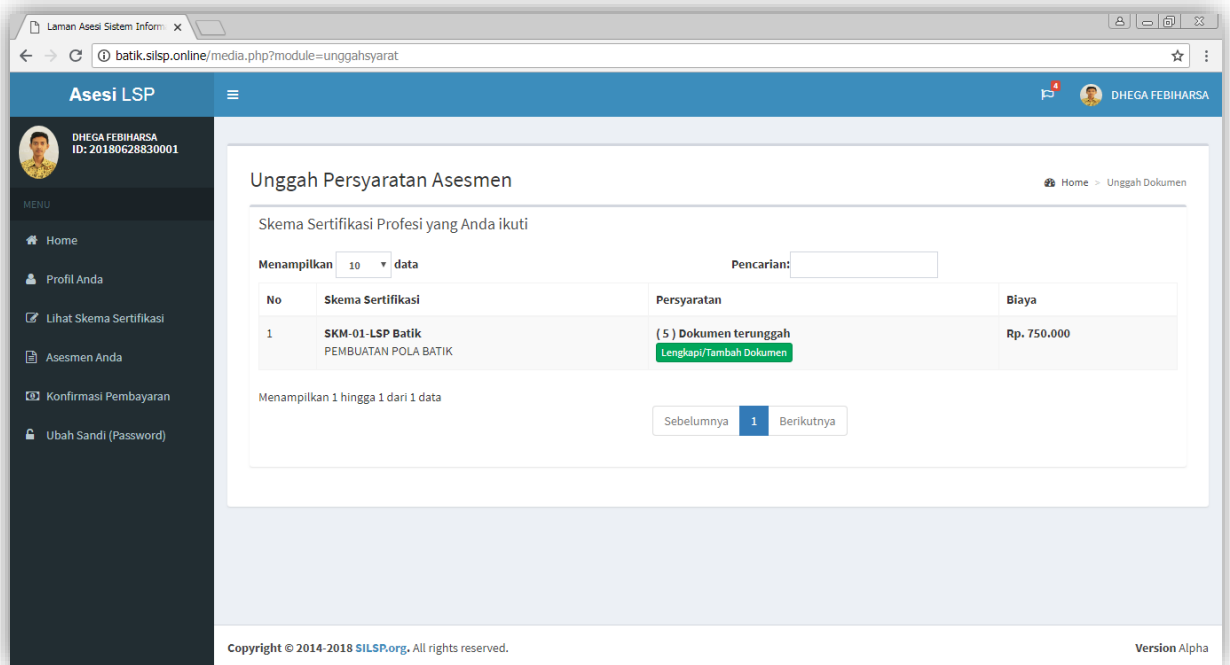 Laman Asesi Sistem Inform
batik.silsp.online/media.php?module=unggahsyarat
Asesi LSP
4
DHEGA FEBIHARSA
DHEGA FEBIHARSA
ID: 20180628830001
MENU
Home
Profil Anda
Lihat Skema Sertifikasi
Asesmen Anda
Konfirmasi Pembayaran
Ubah Sandi (Password)
Unggah Persyaratan Asesmen
Home > Unggah Dokumen
Skema Sertifikasi Profesi yang Anda ikuti
Menampilkan 10 data
Pencarian:
No Skema Sertifikasi Persyaratan Biaya
1 SKM-01-LSP Batik ( 5 ) Dokumen terunggah Rp. 750.000
PEMBUATAN POLA BATIK Lengkapi/Tambah Dokumen
Menampilkan 1 hingga 1 dari 1 data
Sebelumnya 1 Berikutnya
Copyright © 2014-2018 SILSP.org. All rights reserved.
Version Alpha